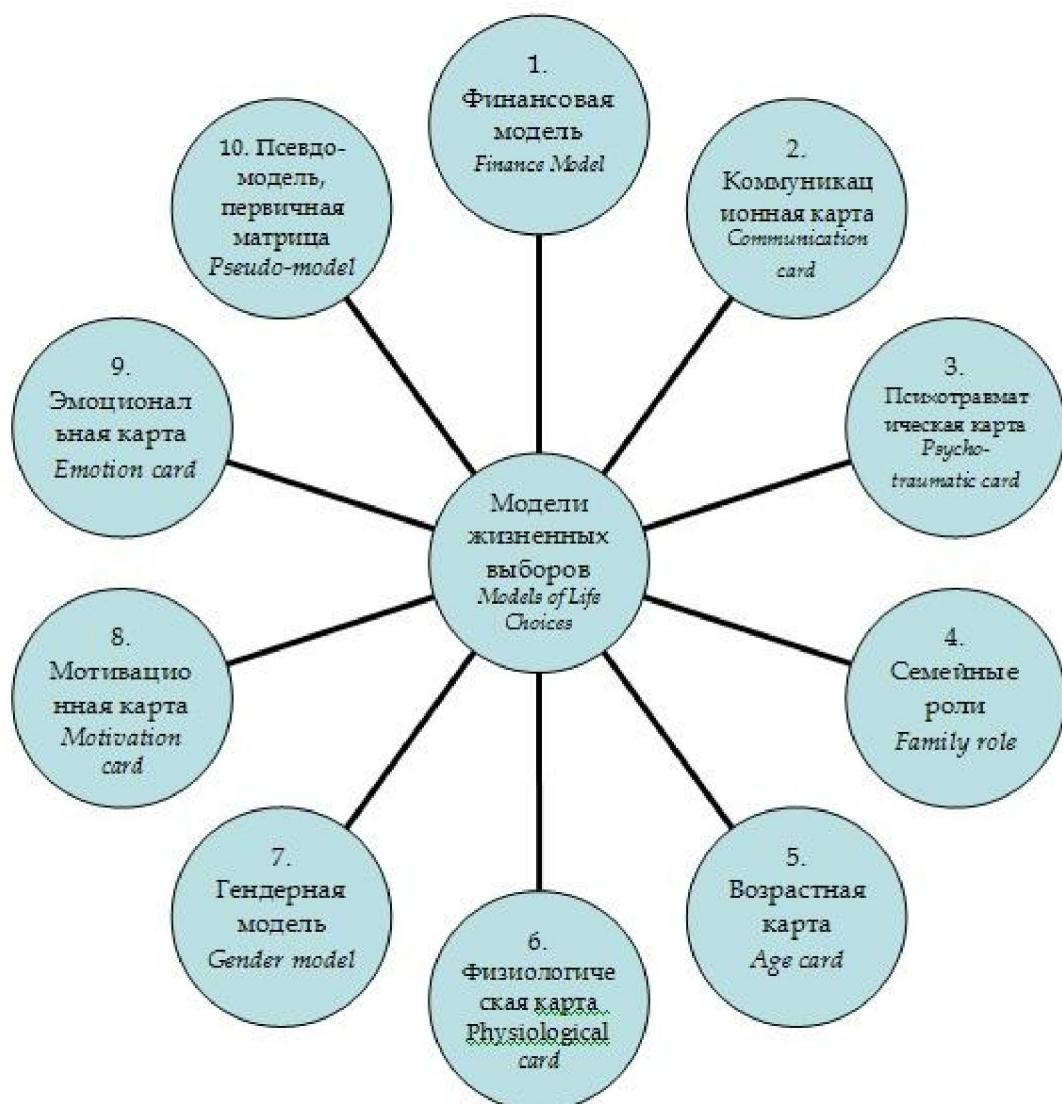 1.
Финансовая
модель
Finance Model
2.
Коммуникац
ионная карта
Communication
card
3.
Психотравмат
ическая карта
Psycho-
traumatic card
4.
Семейные
роли
Family role
5.
Возрастная
карта
Age card
6.
Физиологиче
ская карта
Physiological
card
7.
Гендерная
модель
Gender model
8.
Мотивацио
нная карта
Motivation
card
9.
Эмоционал
ьная карта
Emotion card
10. Псевдо-
модель,
первичная
матрица
Pseudo-model
Модели
жизненных
выборов
Models of Life
Choices